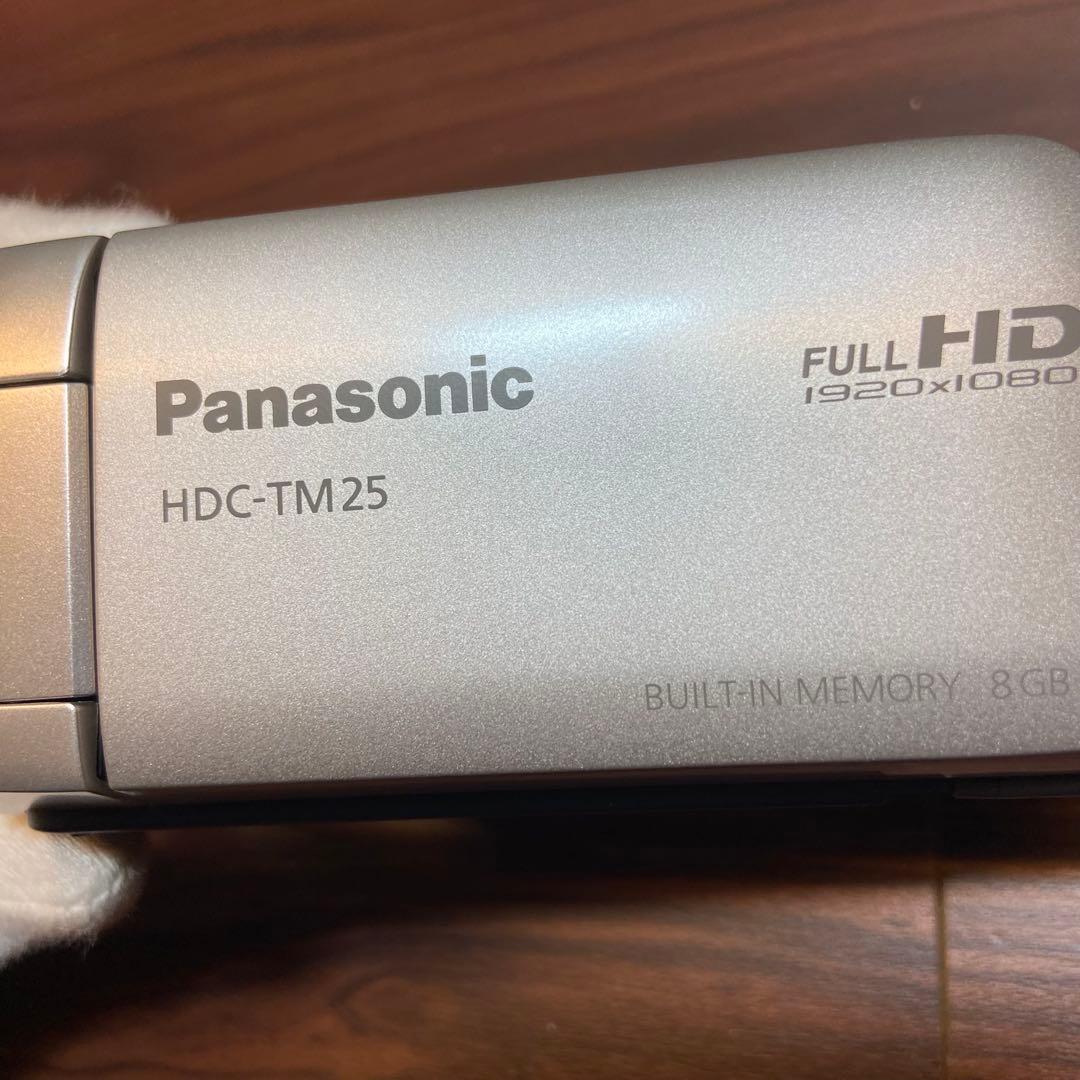 Panasonic
HDC-TM25
FULL HD
1920x1080
BUILT-IN MEMORY 8GB